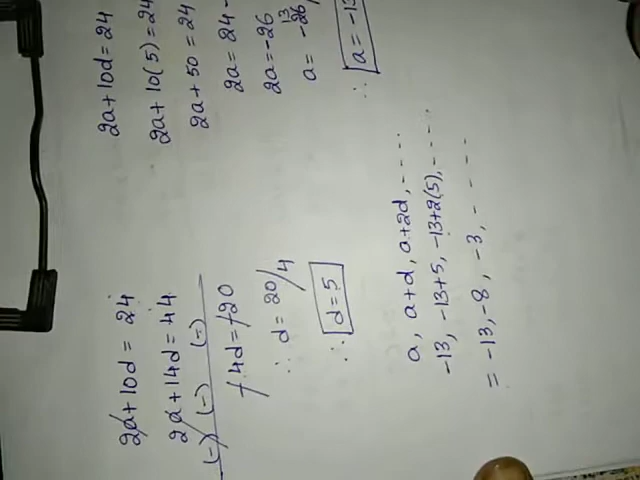 2a+10d = 24
2a+14d = 44
(-) (-) (-)
-4d = -20
∴ d = 20/4
∴ d = 5
2a+10d = 24
2a+10(5) = 24
2a+50 = 24
2a = 24 -
2a = -26
13
a = -26
∴ a = -13
a, a+d, a+2d, - - - -
-13, -13+5, -13+2(5), - - - -
= -13, -8, -3, - - - - -